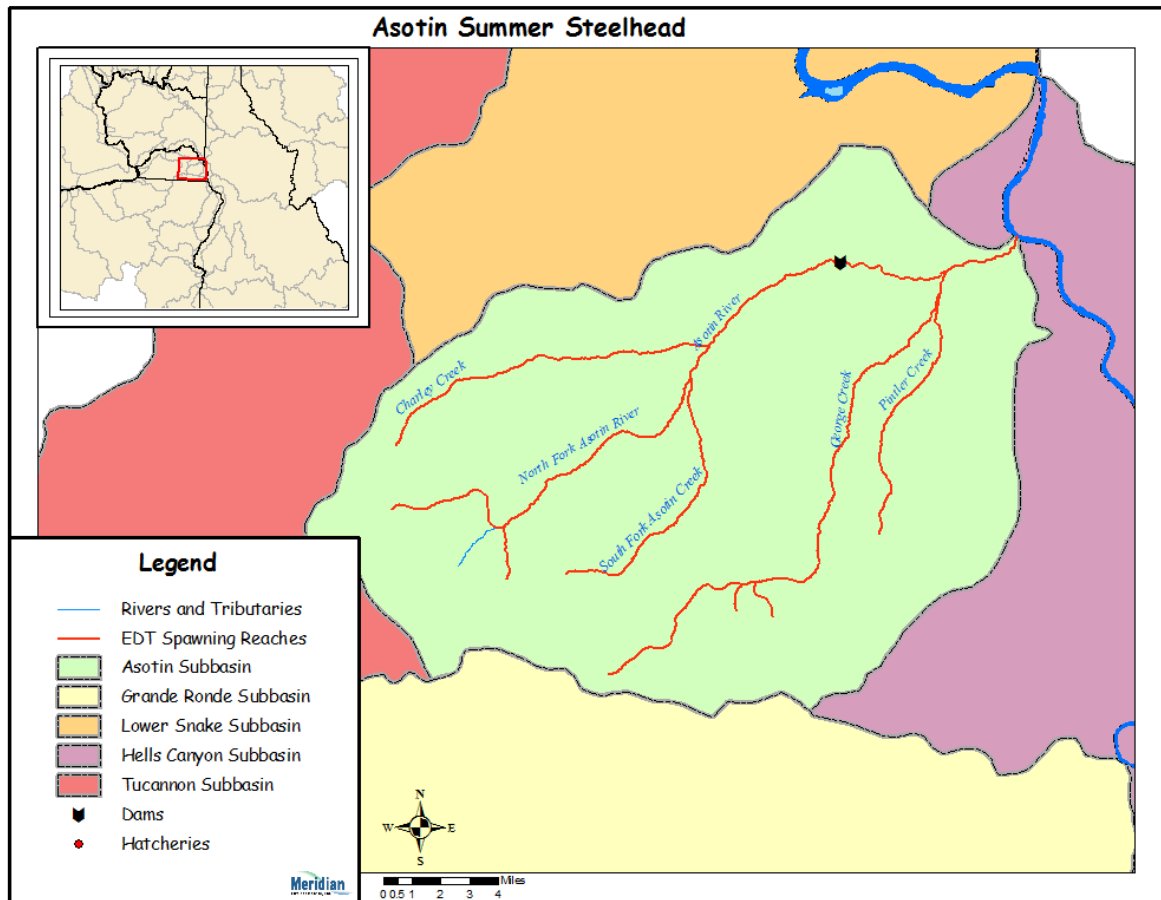 Asotin Summer Steelhead
Asotin River
Charley Creek
North Fork Asotin River
South Fork Asotin Creek
George Creek
Pintler Creek
Legend
Rivers and Tributaries
EDT Spawning Reaches
Asotin Subbasin
Grande Ronde Subbasin
Lower Snake Subbasin
Hells Canyon Subbasin
Tucannon Subbasin
Dams
Hatcheries
N
W E
S
Meridian
Miles
0 0.5 1 2 3 4